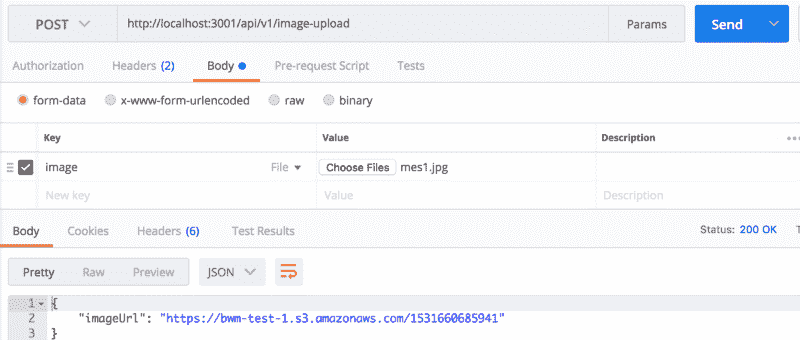 POST http://localhost:3001/api/v1/image-upload Params Send
Authorization Headers (2) Body Pre-request Script Tests
form-data x-www-form-urlencoded raw binary
Key Value Description
image File Choose Files mes1.jpg
New key Value Description
Body Cookies Headers (6) Test Results Status: 200 OK
Pretty Raw Preview JSON
1 {
2 "imageUrl": "https://bwm-test-1.s3.amazonaws.com/1531660685941"
3 }